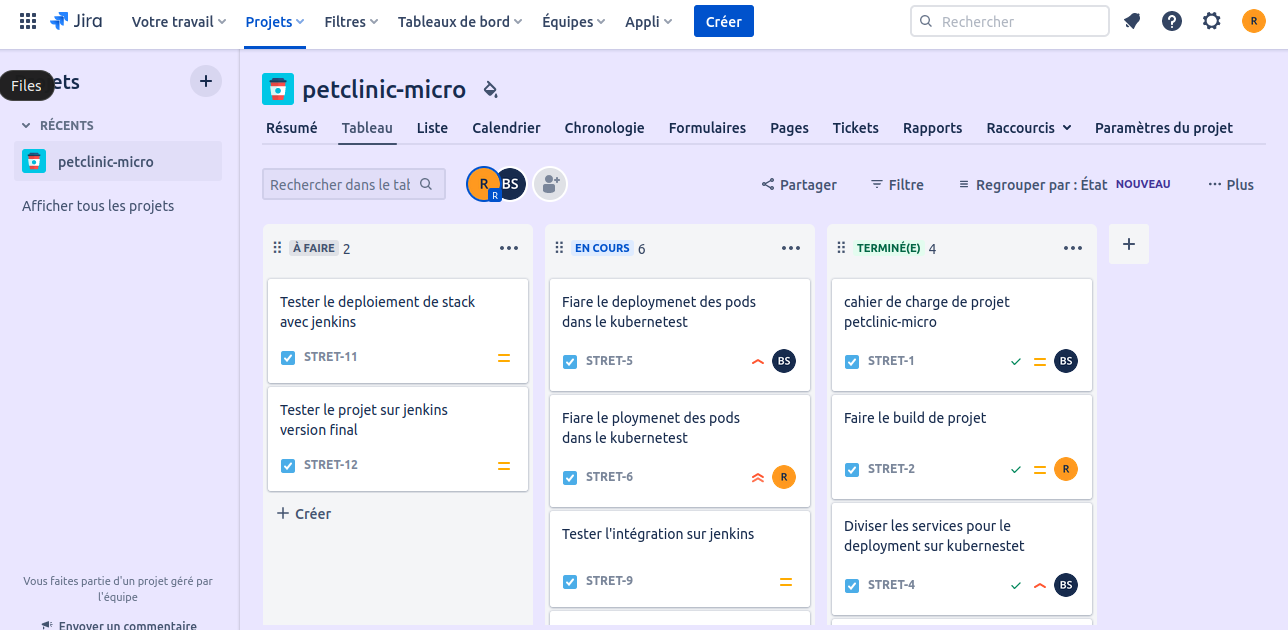 Jira
Votre travail
Projets
Filtres
Tableaux de bord
Équipes
Appli
Créer
Rechercher
R
Files
ets
RÉCENTS
petclinic-micro
Afficher tous les projets
Vous faites partie d'un projet géré par
l'équipe
Envoyer un commentaire
petclinic-micro
Résumé
Tableau
Liste
Calendrier
Chronologie
Formulaires
Pages
Tickets
Rapports
Raccourcis
Paramètres du projet
Rechercher dans le tab
R
R
BS
Partager
Filtre
Regrouper par : État
NOUVEAU
Plus
À FAIRE 2
Tester le deploiement de stack
avec jenkins
STRET-11
Tester le projet sur jenkins
version final
STRET-12
Créer
EN COURS 6
Fiare le deploymenet des pods
dans le kubernetest
STRET-5
BS
Fiare le ploymenet des pods
dans le kubernetest
STRET-6
R
Tester l'intégration sur jenkins
STRET-9
TERMINÉ(E) 4
cahier de charge de projet
petclinic-micro
STRET-1
BS
Faire le build de projet
STRET-2
R
Diviser les services pour le
deployment sur kubernestet
STRET-4
BS